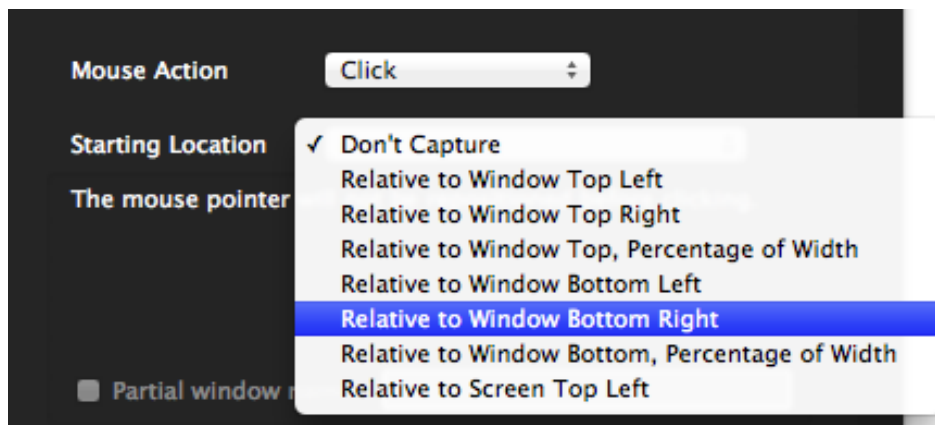 Mouse Action Click
Starting Location ✓ Don't Capture
Relative to Window Top Left
The mouse pointer
Relative to Window Top Right
Relative to Window Top, Percentage of Width
Relative to Window Bottom Left
Relative to Window Bottom Right
Relative to Window Bottom, Percentage of Width
Partial window
Relative to Screen Top Left